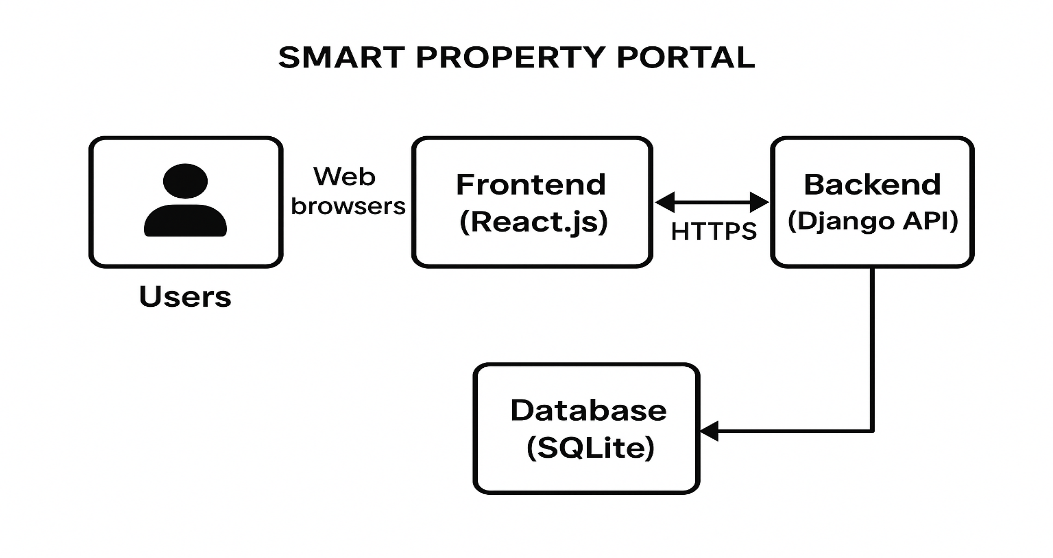 SMART PROPERTY PORTAL
Users
Web
browsers
Frontend
(React.js)
HTTPS
Backend
(Django API)
Database
(SQLite)